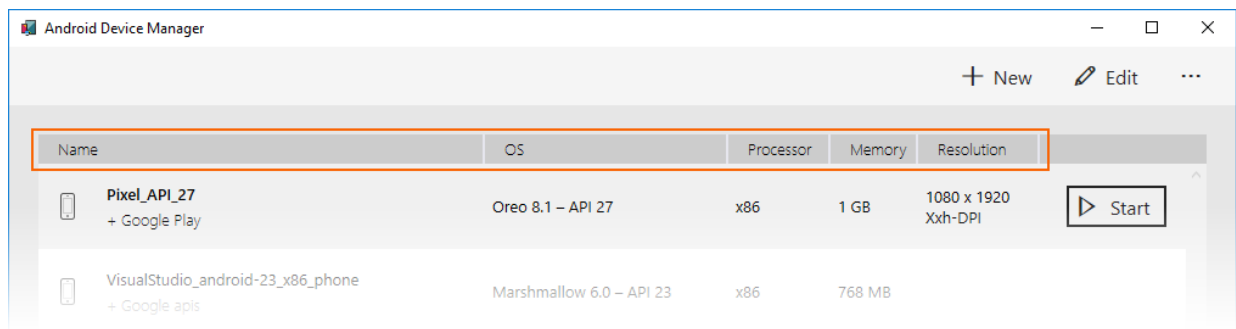 Android Device Manager
New Edit ...
Name OS Processor Memory Resolution
Pixel_API_27
+ Google Play
Oreo 8.1 – API 27 x86 1 GB
1080 x 1920
Xxh-DPI
Start
VisualStudio_android-23_x86_phone
+ Google apis
Marshmallow 6.0 – API 23 x86 768 MB